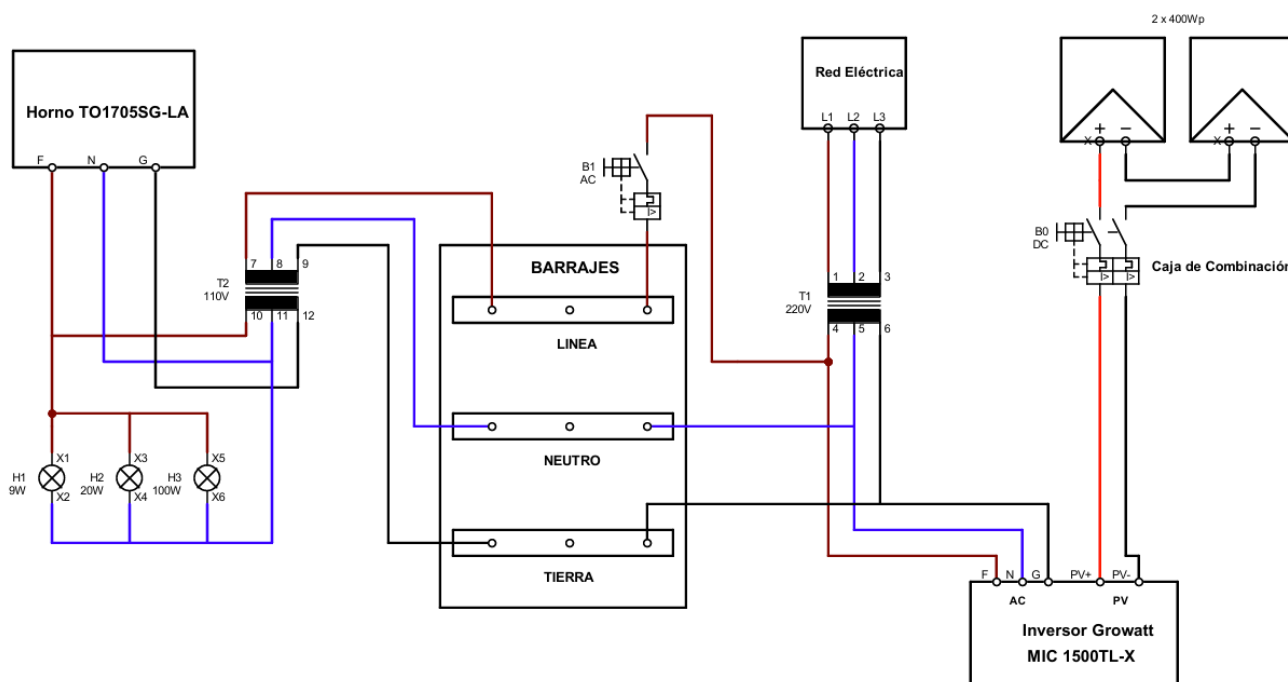 2 x 400Wp
Horno TO1705SG-LA
F N G
Red Eléctrica
L1 L2 L3
X + −
X + −
B1
AC
I>
B0
DC
I> I>
Caja de Combinación
7 8 9
T2
110V
10 11 12
1 2 3
T1
220V
4 5 6
BARRAJES
LINEA
NEUTRO
TIERRA
H1
9W
X1
X2
H2
20W
X3
X4
H3
100W
X5
X6
F N G PV+ PV-
AC PV
Inversor Growatt
MIC 1500TL-X